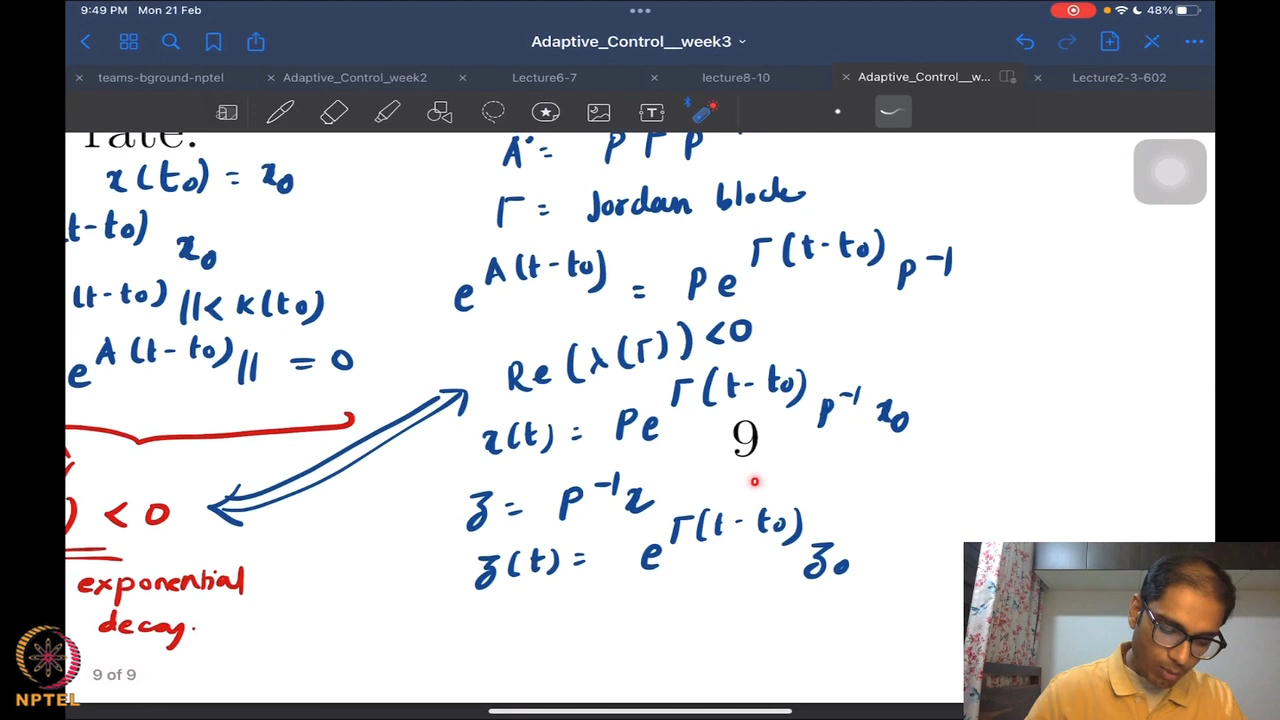 9:49 PM Mon 21 Feb
48%
Adaptive_Control__week3
teams-bground-nptel
Adaptive_Control_week2
Lecture6-7
lecture8-10
Adaptive_Control__w...
Lecture2-3-602
rate.
x(t₀) = x₀
(t-t₀) x₀
(t-t₀) || < K(t₀)
e^{A(t-t₀)} || = 0
) < 0
exponential
decay.
A = P Γ P
Γ = Jordan block
e^{A(t-t₀)} = P e^{Γ(t-t₀)} P⁻¹
Re(λ(Γ)) < 0
x(t) = P e^{Γ(t-t₀)} P⁻¹ x₀
9
z = P⁻¹ x
z(t) = e^{Γ(t-t₀)} z₀
9 of 9
NPTEL